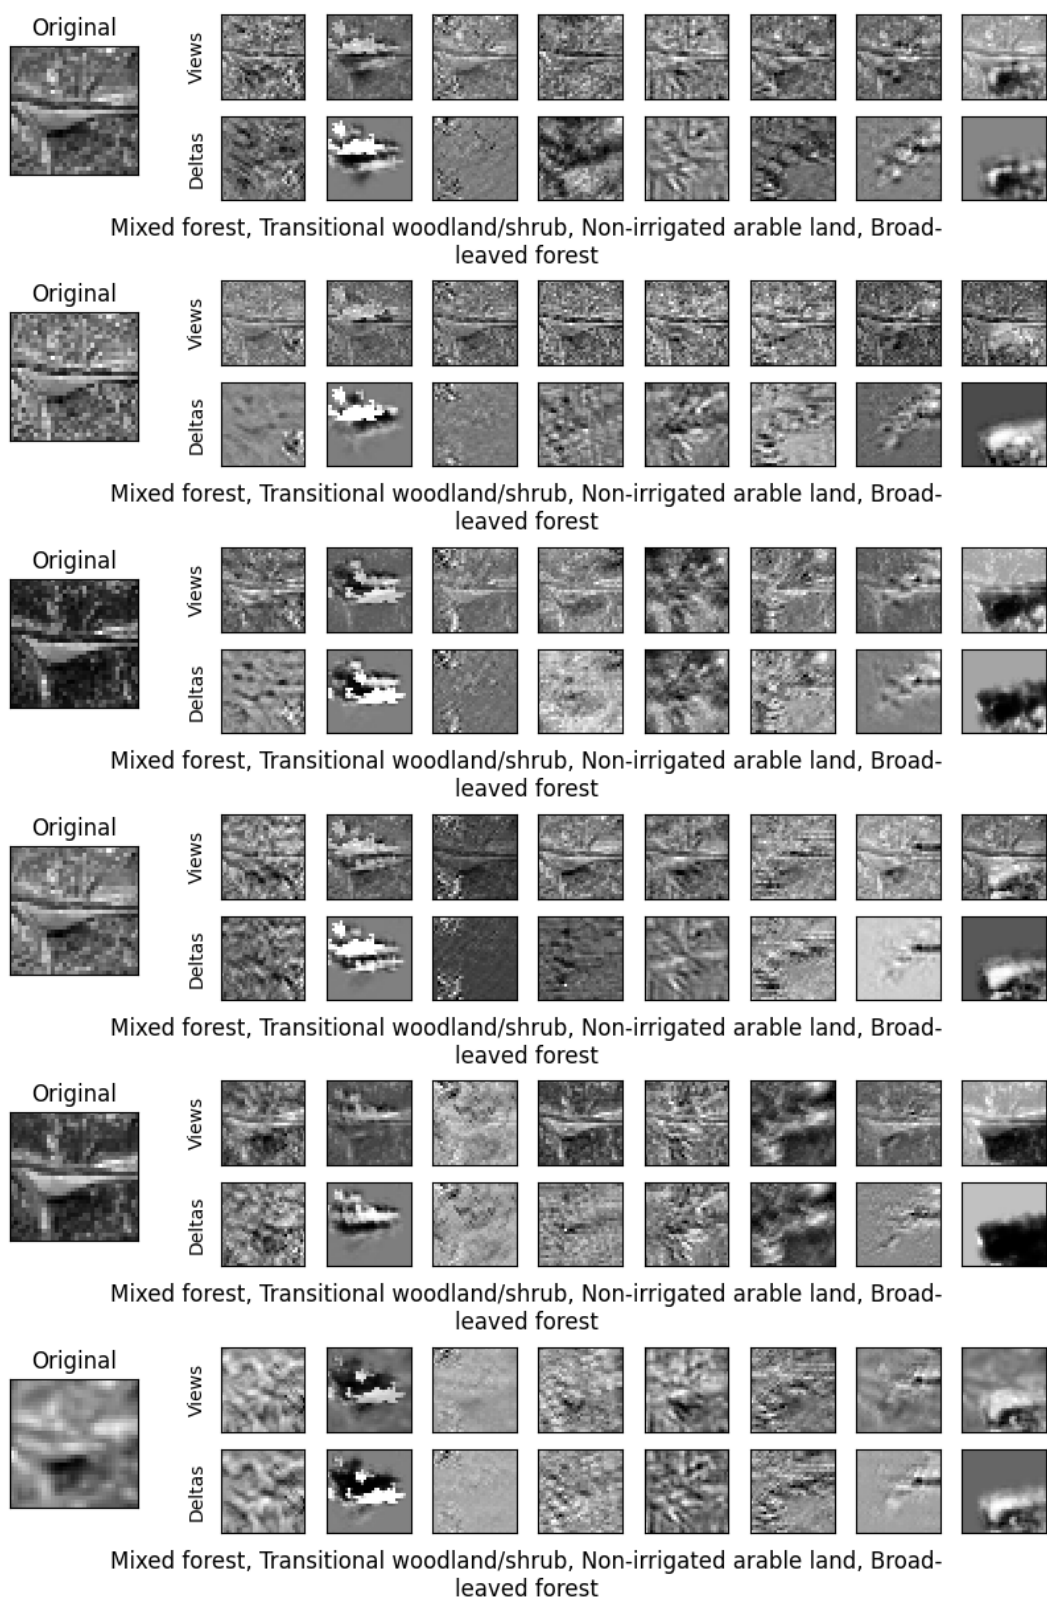 Original
Views
Deltas
Mixed forest, Transitional woodland/shrub, Non-irrigated arable land, Broad-
leaved forest
Original
Views
Deltas
Mixed forest, Transitional woodland/shrub, Non-irrigated arable land, Broad-
leaved forest
Original
Views
Deltas
Mixed forest, Transitional woodland/shrub, Non-irrigated arable land, Broad-
leaved forest
Original
Views
Deltas
Mixed forest, Transitional woodland/shrub, Non-irrigated arable land, Broad-
leaved forest
Original
Views
Deltas
Mixed forest, Transitional woodland/shrub, Non-irrigated arable land, Broad-
leaved forest
Original
Views
Deltas
Mixed forest, Transitional woodland/shrub, Non-irrigated arable land, Broad-
leaved forest